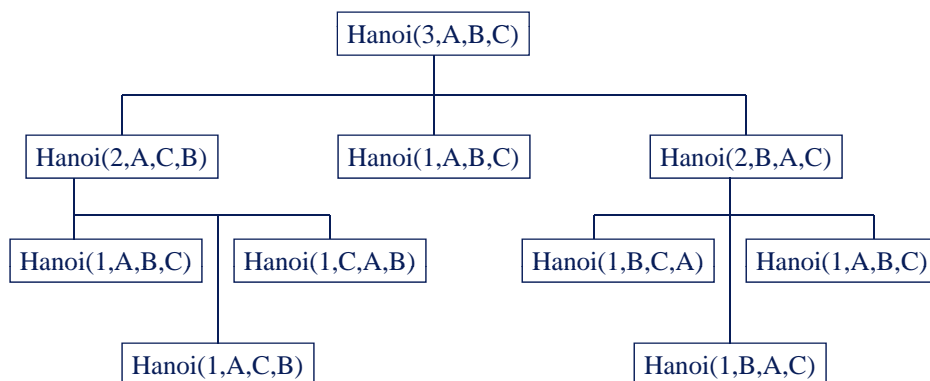 Hanoi(3,A,B,C)
Hanoi(2,A,C,B)
Hanoi(1,A,B,C)
Hanoi(2,B,A,C)
Hanoi(1,A,B,C)
Hanoi(1,C,A,B)
Hanoi(1,B,C,A)
Hanoi(1,A,B,C)
Hanoi(1,A,C,B)
Hanoi(1,B,A,C)